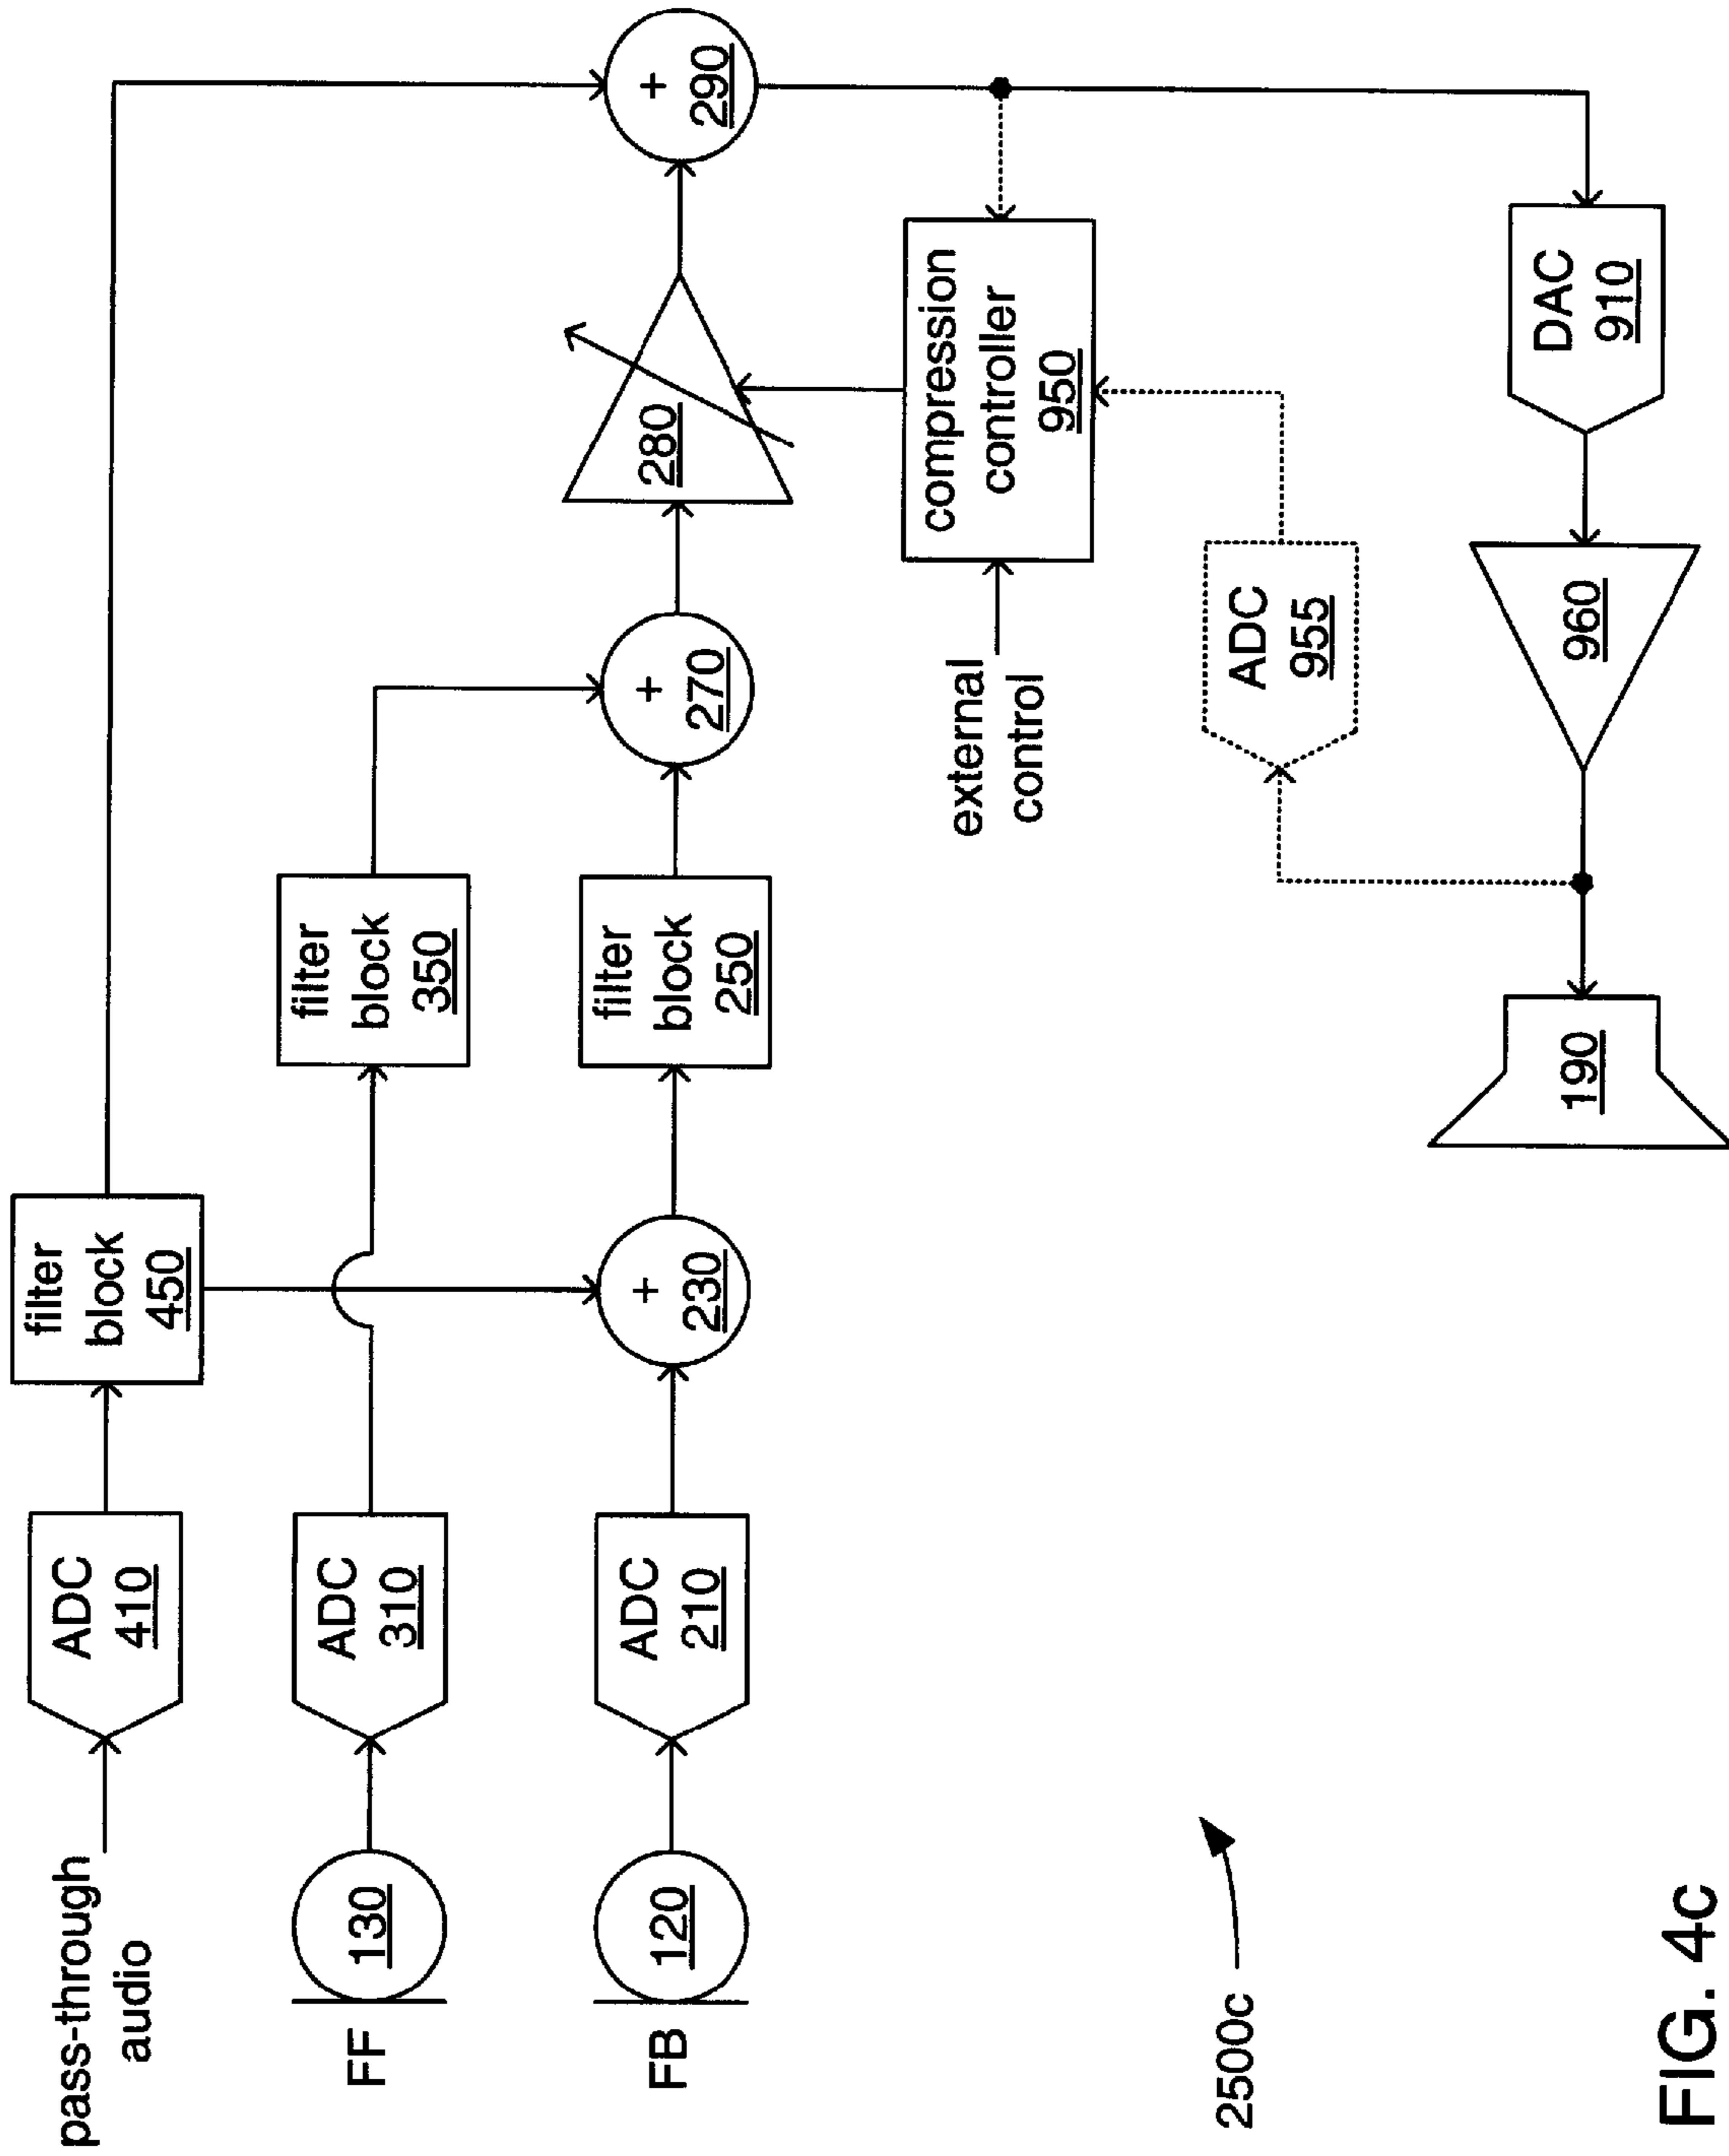 pass-through
audio
ADC
410
filter
block
450
FF
130
ADC
310
filter
block
350
FB
120
ADC
210
+
230
filter
block
250
+
270
280
+
290
external
control
compression
controller
950
ADC
955
190
960
DAC
910
2500c
FIG. 4c